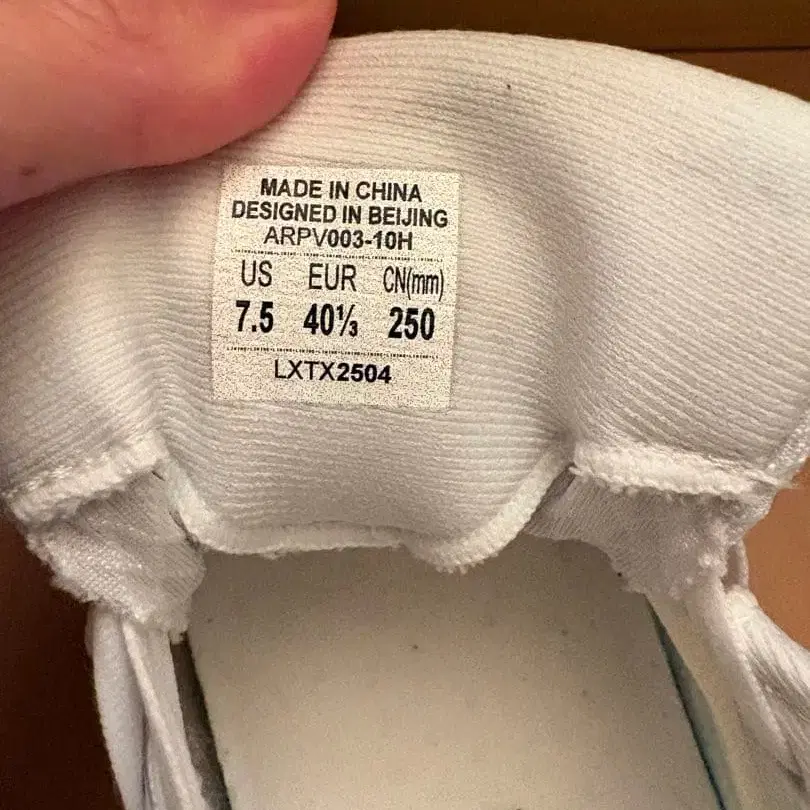 MADE IN CHINA
DESIGNED IN BEIJING
ARPV003-10H
US EUR CN(mm)
7.5 40⅓ 250
LXTX2504